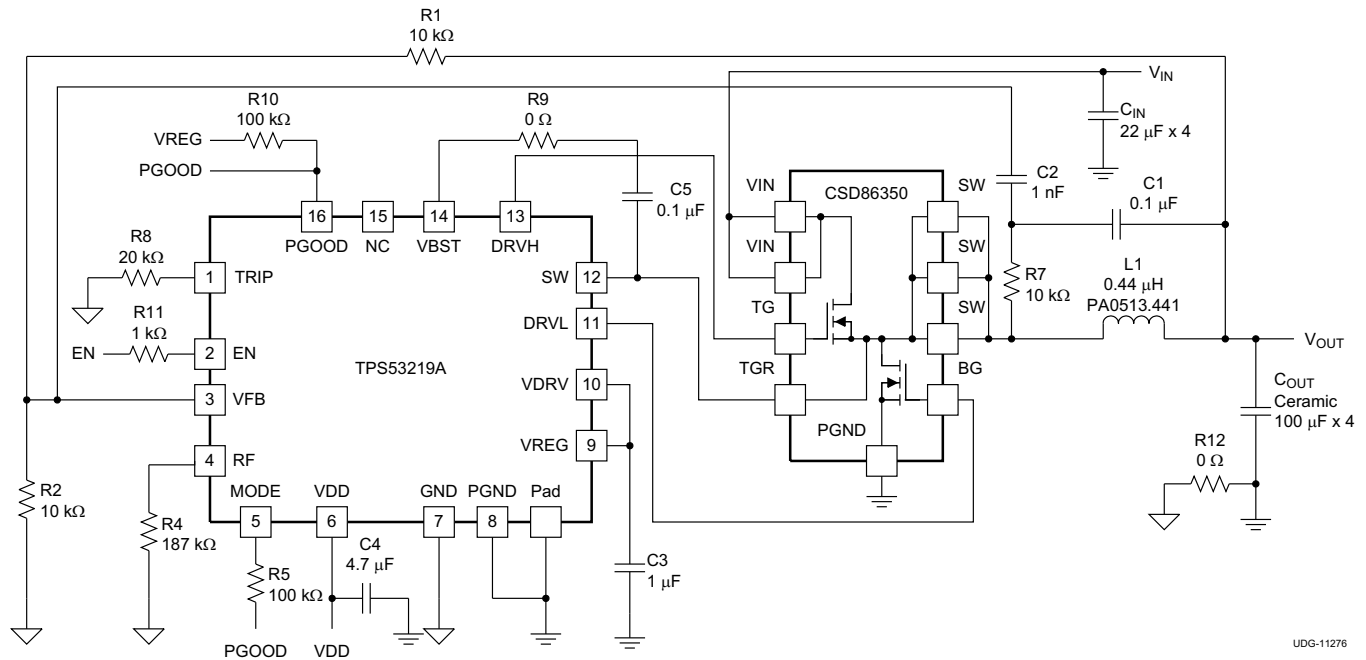 R1
10 kΩ
VIN
CIN
22 µF x 4
R10
100 kΩ
VREG
PGOOD
R9
0 Ω
C5
0.1 µF
C2
1 nF
C1
0.1 µF
R7
10 kΩ
L1
0.44 µH
PA0513.441
VOUT
COUT
Ceramic
100 µF x 4
R12
0 Ω
CSD86350
VIN
VIN
TG
TGR
PGND
SW
SW
SW
BG
16
15
14
13
PGOOD
NC
VBST
DRVH
R8
20 kΩ
1
TRIP
R11
1 kΩ
EN
2
EN
3
VFB
4
RF
TPS53219A
SW
12
DRVL
11
VDRV
10
VREG
9
MODE
VDD
GND
PGND
Pad
5
6
7
8
R2
10 kΩ
R4
187 kΩ
R5
100 kΩ
C4
4.7 µF
C3
1 µF
PGOOD
VDD
UDG-11276